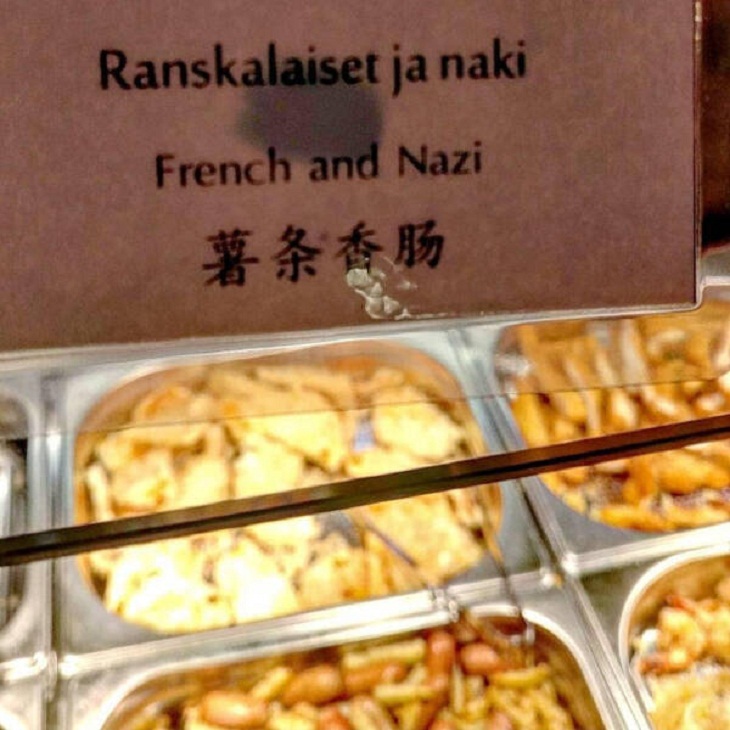 Ranskalaiset ja naki
French and Nazi
薯条香肠